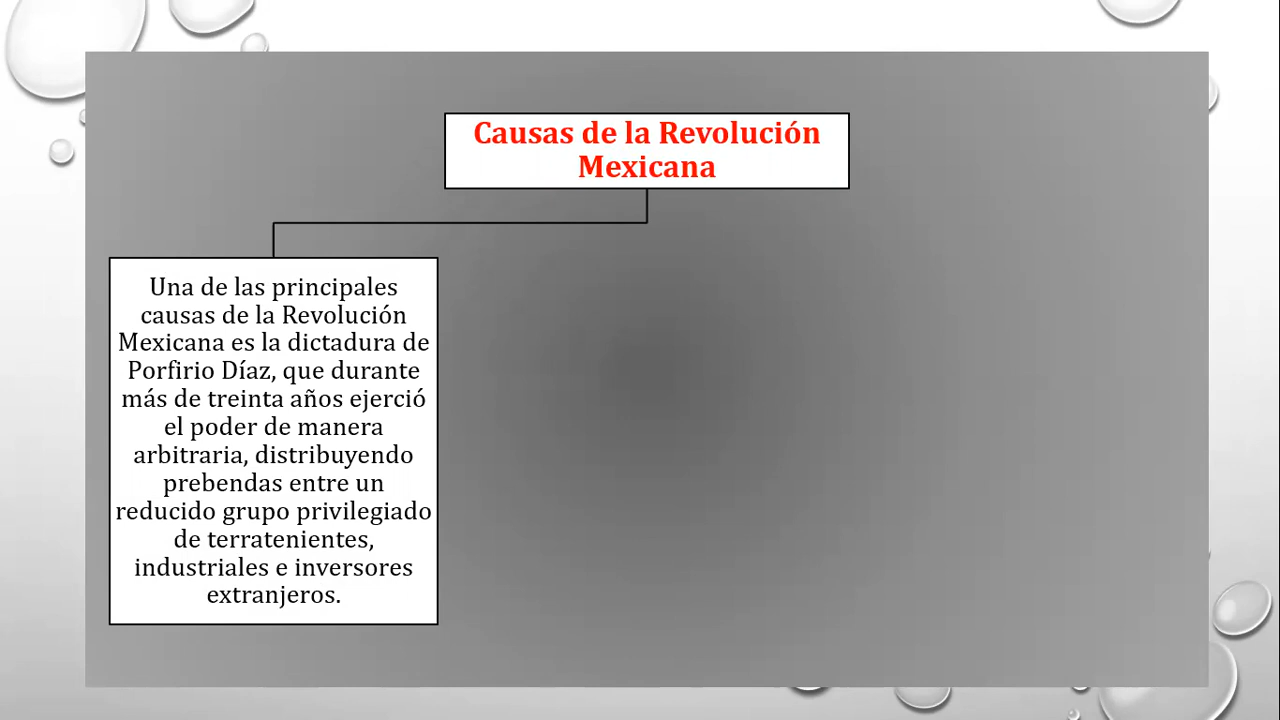 Causas de la Revolución
Mexicana
Una de las principales
causas de la Revolución
Mexicana es la dictadura de
Porfirio Díaz, que durante
más de treinta años ejerció
el poder de manera
arbitraria, distribuyendo
prebendas entre un
reducido grupo privilegiado
de terratenientes,
industriales e inversores
extranjeros.